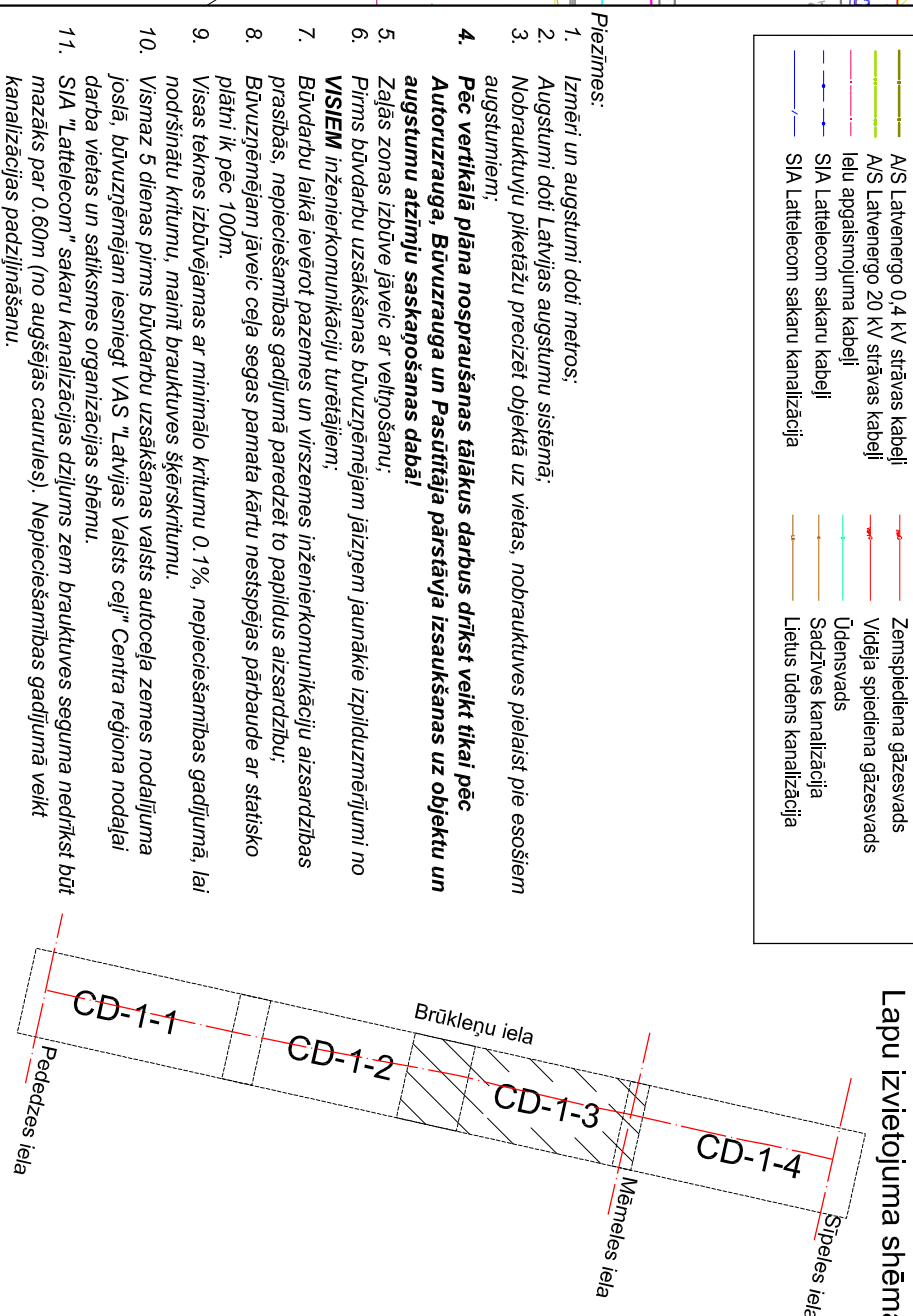 A/S Latvenergo 0,4 kV strāvas kabeļi
A/S Latvenergo 20 kV strāvas kabeļi
Ielu apgaismojuma kabeļi
SIA Lattelecom sakaru kabeļi
SIA Lattelecom sakaru kanalizācija
Zemspiediena gāzesvads
Vidēja spiediena gāzesvads
Ūdensvads
Sadzīves kanalizācija
Lietus ūdens kanalizācija
Piezīmes:
1. Izmēri un augstumi doti metros;
2. Augstumi doti Latvijas augstumu sistēmā;
3. Nobrauktuvju piketāžu precizēt objektā uz vietas, nobrauktuves pielaist pie esošiem
augstumiem;
4. Pēc vertikālā plāna nospraušanas tālākus darbus drīkst veikt tikai pēc
Autoruzrauga, Būvuzrauga un Pasūtītāja pārstāvja izsaukšanas uz objektu un
augstumu atzīmju saskaņošanas dabā!
5. Zaļās zonas izbūve jāveic ar veltņošanu;
6. Pirms būvdarbu uzsākšanas būvuzņēmējam jāizņem jaunākie izpilduzmērījumi no
VISIEM inženierkomunikāciju turētājiem;
7. Būvdarbu laikā ievērot pazemes un virszemes inženierkomunikāciju aizsardzības
prasībās, nepieciešamības gadījumā paredzēt to papildus aizsardzību;
8. Būvuzņēmējam jāveic ceļa segas pamata kārtu nestspējas pārbaude ar statisko
plātni ik pēc 100m.
9. Visas teknes izbūvējamas ar minimālo kritumu 0.1%, nepieciešamības gadījumā, lai
nodršinātu kritumu, mainīt brauktuves šķērskritumu.
10. Vismaz 5 dienas pirms būvdarbu uzsākšanas valsts autoceļa zemes nodalījuma
joslā, būvuzņēmējam iesniegt VAS "Latvijas Valsts ceļi" Centra reģiona nodaļai
darba vietas un satiksmes organizācijas shēmu.
11. SIA "Lattelecom" sakaru kanalizācijas dziļums zem brauktuves seguma nedrīkst būt
mazāks par 0.60m (no augšējās caurules). Nepieciešamības gadījumā veikt
kanalizācijas padziļināšanu.
Lapu izvietojuma shēma
Brūkleņu iela
CD-1-1
CD-1-2
CD-1-3
CD-1-4
Pededzes iela
Mēmeles iela
Sīpeles iela